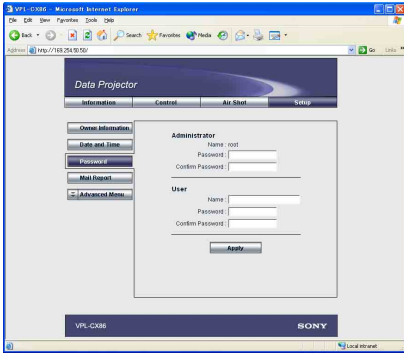 VPL-CX86 - Microsoft Internet Explorer
File Edit View Favorites Tools Help
Back Search Favorites Media
Address http://169.254.50.50/ Go Links »
Data Projector
Information Control Air Shot Setup
Owner Information
Date and Time
Password
Mail Report
Advanced Menu
Administrator
Name : root
Password :
Confirm Password :
User
Name :
Password :
Confirm Password :
Apply
VPL-CX86 SONY
Local intranet